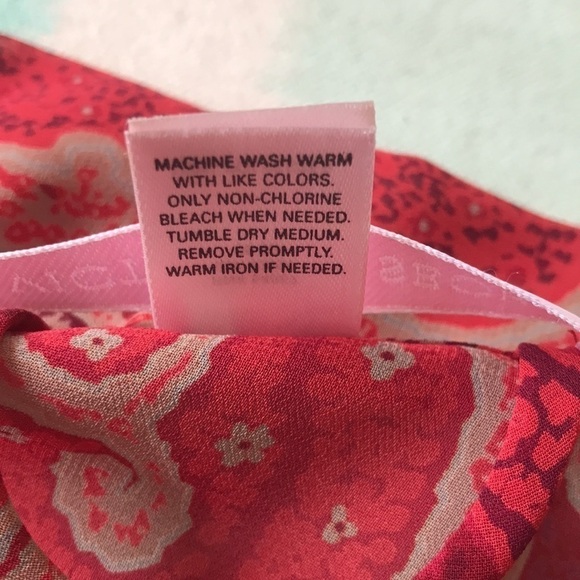 MACHINE WASH WARM
WITH LIKE COLORS.
ONLY NON-CHLORINE
BLEACH WHEN NEEDED.
TUMBLE DRY MEDIUM.
REMOVE PROMPTLY.
WARM IRON IF NEEDED.